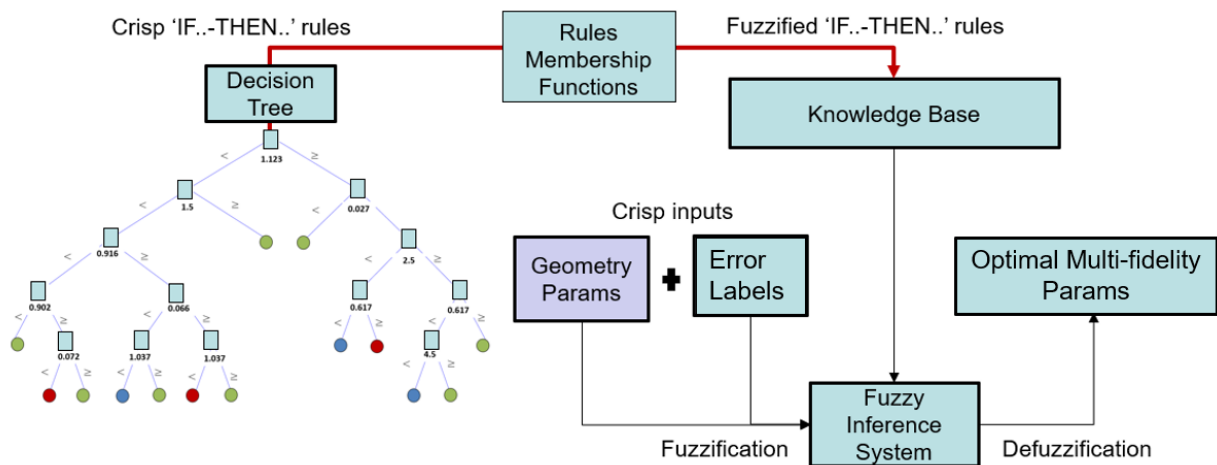 Crisp ‘IF..-THEN..’ rules
Rules
Membership
Functions
Fuzzified ‘IF..-THEN..’ rules
Decision
Tree
Knowledge Base
<
≥
1.123
<
≥
1.5
<
≥
0.027
<
≥
0.916
<
≥
2.5
<
≥
0.902
<
≥
0.066
<
≥
0.617
<
≥
0.617
<
≥
0.072
<
≥
1.037
<
≥
1.037
<
≥
4.5
Crisp inputs
Geometry
Params
+
Error
Labels
Optimal Multi-fidelity
Params
Fuzzy
Inference
System
Fuzzification
Defuzzification